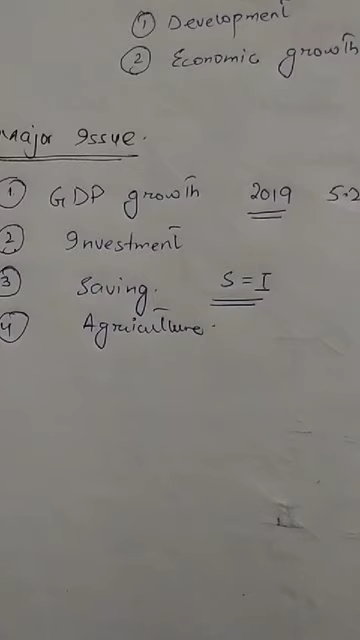 ① Development
② Economic growth
Major Issue.
① GDP growth 2019 5.2
② Investment
③ Saving. S = I
④ Agriculture.